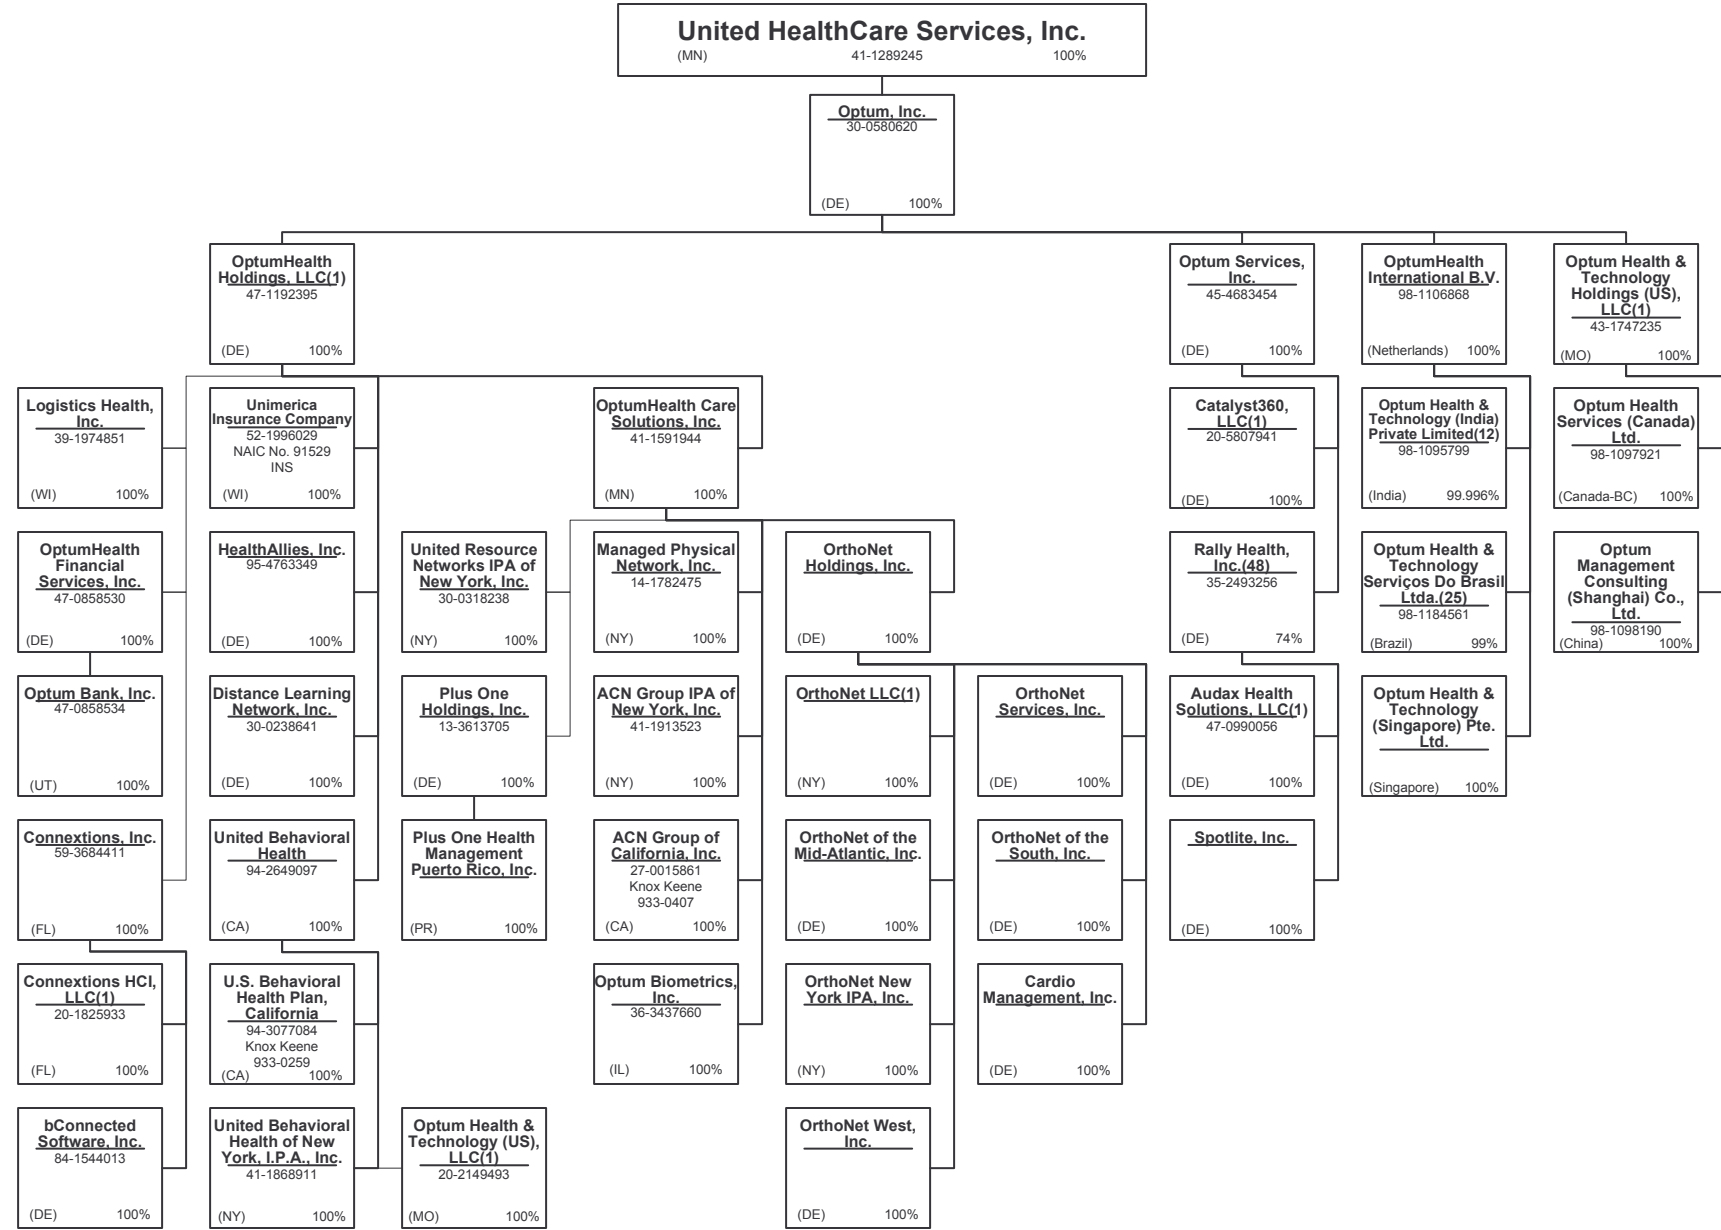 United HealthCare Services, Inc.
(MN) 41-1289245 100%
Optum, Inc.
30-0580620
(DE) 100%
OptumHealth
Holdings, LLC(1)
47-1192395
(DE) 100%
Optum Services,
Inc.
45-4683454
(DE) 100%
OptumHealth
International B.V.
98-1106868
(Netherlands) 100%
Optum Health &
Technology
Holdings (US),
LLC(1)
43-1747235
(MO) 100%
Logistics Health,
Inc.
39-1974851
(WI) 100%
Unimerica
Insurance Company
52-1996029
NAIC No. 91529
INS
(WI) 100%
OptumHealth Care
Solutions, Inc.
41-1591944
(MN) 100%
Catalyst360,
LLC(1)
20-5807941
(DE) 100%
Optum Health &
Technology (India)
Private Limited(12)
98-1095799
(India) 99.996%
Optum Health
Services (Canada)
Ltd.
98-1097921
(Canada-BC) 100%
OptumHealth
Financial
Services, Inc.
47-0858530
(DE) 100%
HealthAllies, Inc.
95-4763349
(DE) 100%
United Resource
Networks IPA of
New York, Inc.
30-0318238
(NY) 100%
Managed Physical
Network, Inc.
14-1782475
(NY) 100%
OrthoNet
Holdings, Inc.
(DE) 100%
Rally Health,
Inc.(48)
35-2493256
(DE) 74%
Optum Health &
Technology
Serviços Do Brasil
Ltda.(25)
98-1184561
(Brazil) 99%
Optum
Management
Consulting
(Shanghai) Co.,
Ltd.
98-1098190
(China) 100%
Optum Bank, Inc.
47-0858534
(UT) 100%
Distance Learning
Network, Inc.
30-0238641
(DE) 100%
Plus One
Holdings, Inc.
13-3613705
(DE) 100%
ACN Group IPA of
New York, Inc.
41-1913523
(NY) 100%
OrthoNet LLC(1)
(NY) 100%
OrthoNet
Services, Inc.
(DE) 100%
Audax Health
Solutions, LLC(1)
47-0990056
(DE) 100%
Optum Health &
Technology
(Singapore) Pte.
Ltd.
(Singapore) 100%
Connextions, Inc.
59-3684411
(FL) 100%
United Behavioral
Health
94-2649097
(CA) 100%
Plus One Health
Management
Puerto Rico, Inc.
(PR) 100%
ACN Group of
California, Inc.
27-0015861
Knox Keene
933-0407
(CA) 100%
OrthoNet of the
Mid-Atlantic, Inc.
(DE) 100%
OrthoNet of the
South, Inc.
(DE) 100%
Spotlite, Inc.
(DE) 100%
Connextions HCI,
LLC(1)
20-1825933
(FL) 100%
U.S. Behavioral
Health Plan,
California
94-3077084
Knox Keene
933-0259
(CA) 100%
Optum Biometrics,
Inc.
36-3437660
(IL) 100%
OrthoNet New
York IPA, Inc.
(NY) 100%
Cardio
Management, Inc.
(DE) 100%
bConnected
Software, Inc.
84-1544013
(DE) 100%
United Behavioral
Health of New
York, I.P.A., Inc.
41-1868911
(NY) 100%
Optum Health &
Technology (US),
LLC(1)
20-2149493
(MO) 100%
OrthoNet West,
Inc.
(DE) 100%